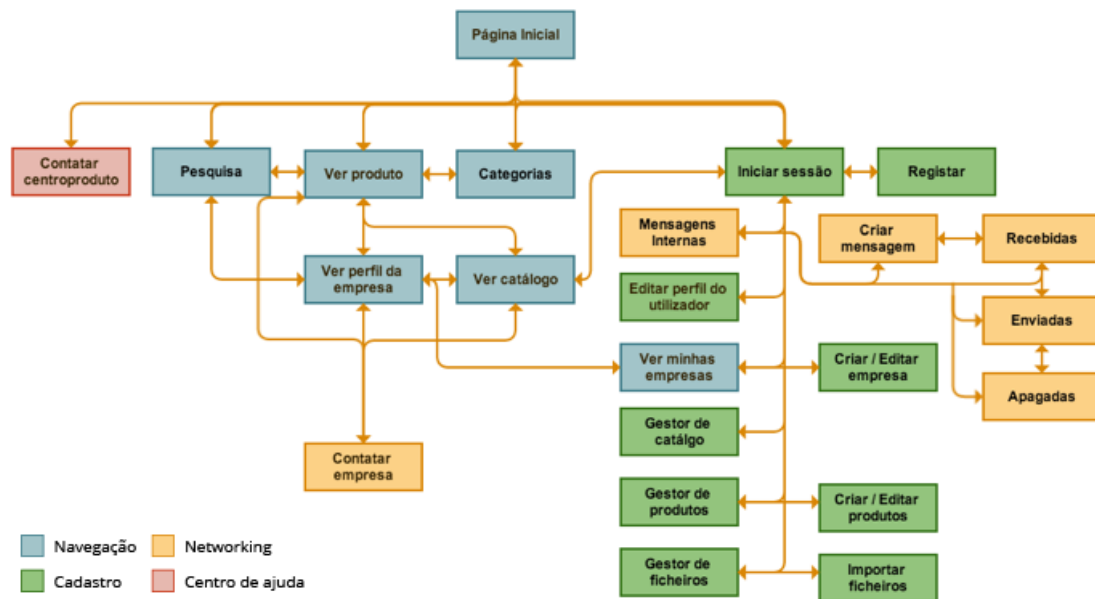 Página Inicial
Contatar
centroproduto
Pesquisa
Ver produto
Categorias
Iniciar sessão
Registar
Mensagens
Internas
Criar
mensagem
Recebidas
Ver perfil da
empresa
Ver catálogo
Editar perfil do
utilizador
Enviadas
Ver minhas
empresas
Criar / Editar
empresa
Apagadas
Gestor de
catálgo
Contatar
empresa
Gestor de
produtos
Criar / Editar
produtos
Navegação
Networking
Gestor de
ficheiros
Importar
ficheiros
Cadastro
Centro de ajuda